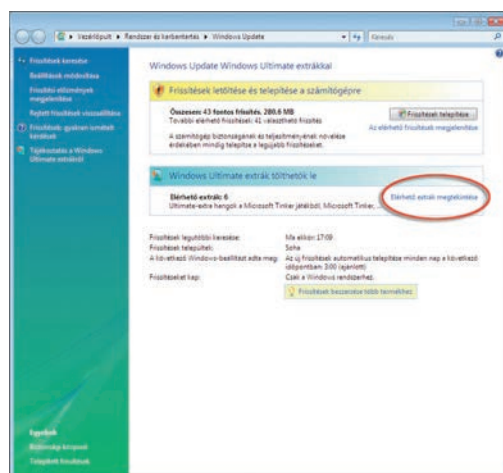 Vezérlőpult ▸ Rendszer és karbantartás ▸ Windows Update
Keresés
Frissítések keresése
Beállítások módosítása
Frissítési előzmények
megjelenítése
Rejtett frissítések visszaállítása
Frissítések: gyakran ismételt
kérdések
Tájékoztatás a Windows
Ultimate extráiról
Windows Update Windows Ultimate extrákkal
Frissítések letöltése és telepítése a számítógépre
Összesen: 43 fontos frissítés, 280,6 MB
További elérhető frissítések: 41 választható frissítés
Frissítések telepítése
Az elérhető frissítések megjelenítése
A számítógép biztonságának és teljesítményének növelése
érdekében mindig telepítse a legújabb frissítéseket.
Windows Ultimate extrák tölthetők le
Elérhető extrák: 6
Elérhető extrák megtekintése
Ultimate-extra hangok a Microsoft Tinker játékból, Microsoft Tinker, ...
Frissítések legutóbbi keresése: Ma ekkor: 17:09
Frissítések települtek: Soha
A következő Windows-beállítást adta meg: Az új frissítések automatikus telepítése minden nap a következő
időpontban: 3:00 (ajánlott)
Frissítéseket kap: Csak a Windows rendszerhez.
Frissítések beszerzése több termékhez
Egyebek
Biztonsági központ
Telepített frissítések